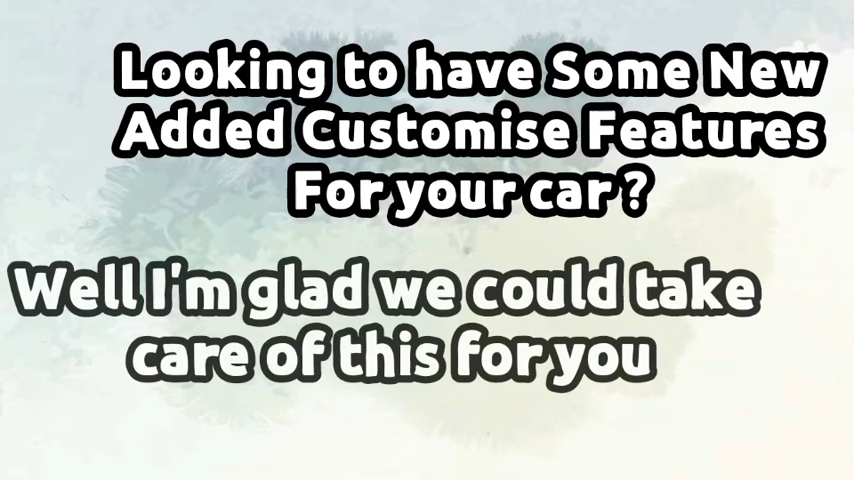 Looking to have Some New
Added Customise Features
For your car ?
Well I'm glad we could take
care of this for you